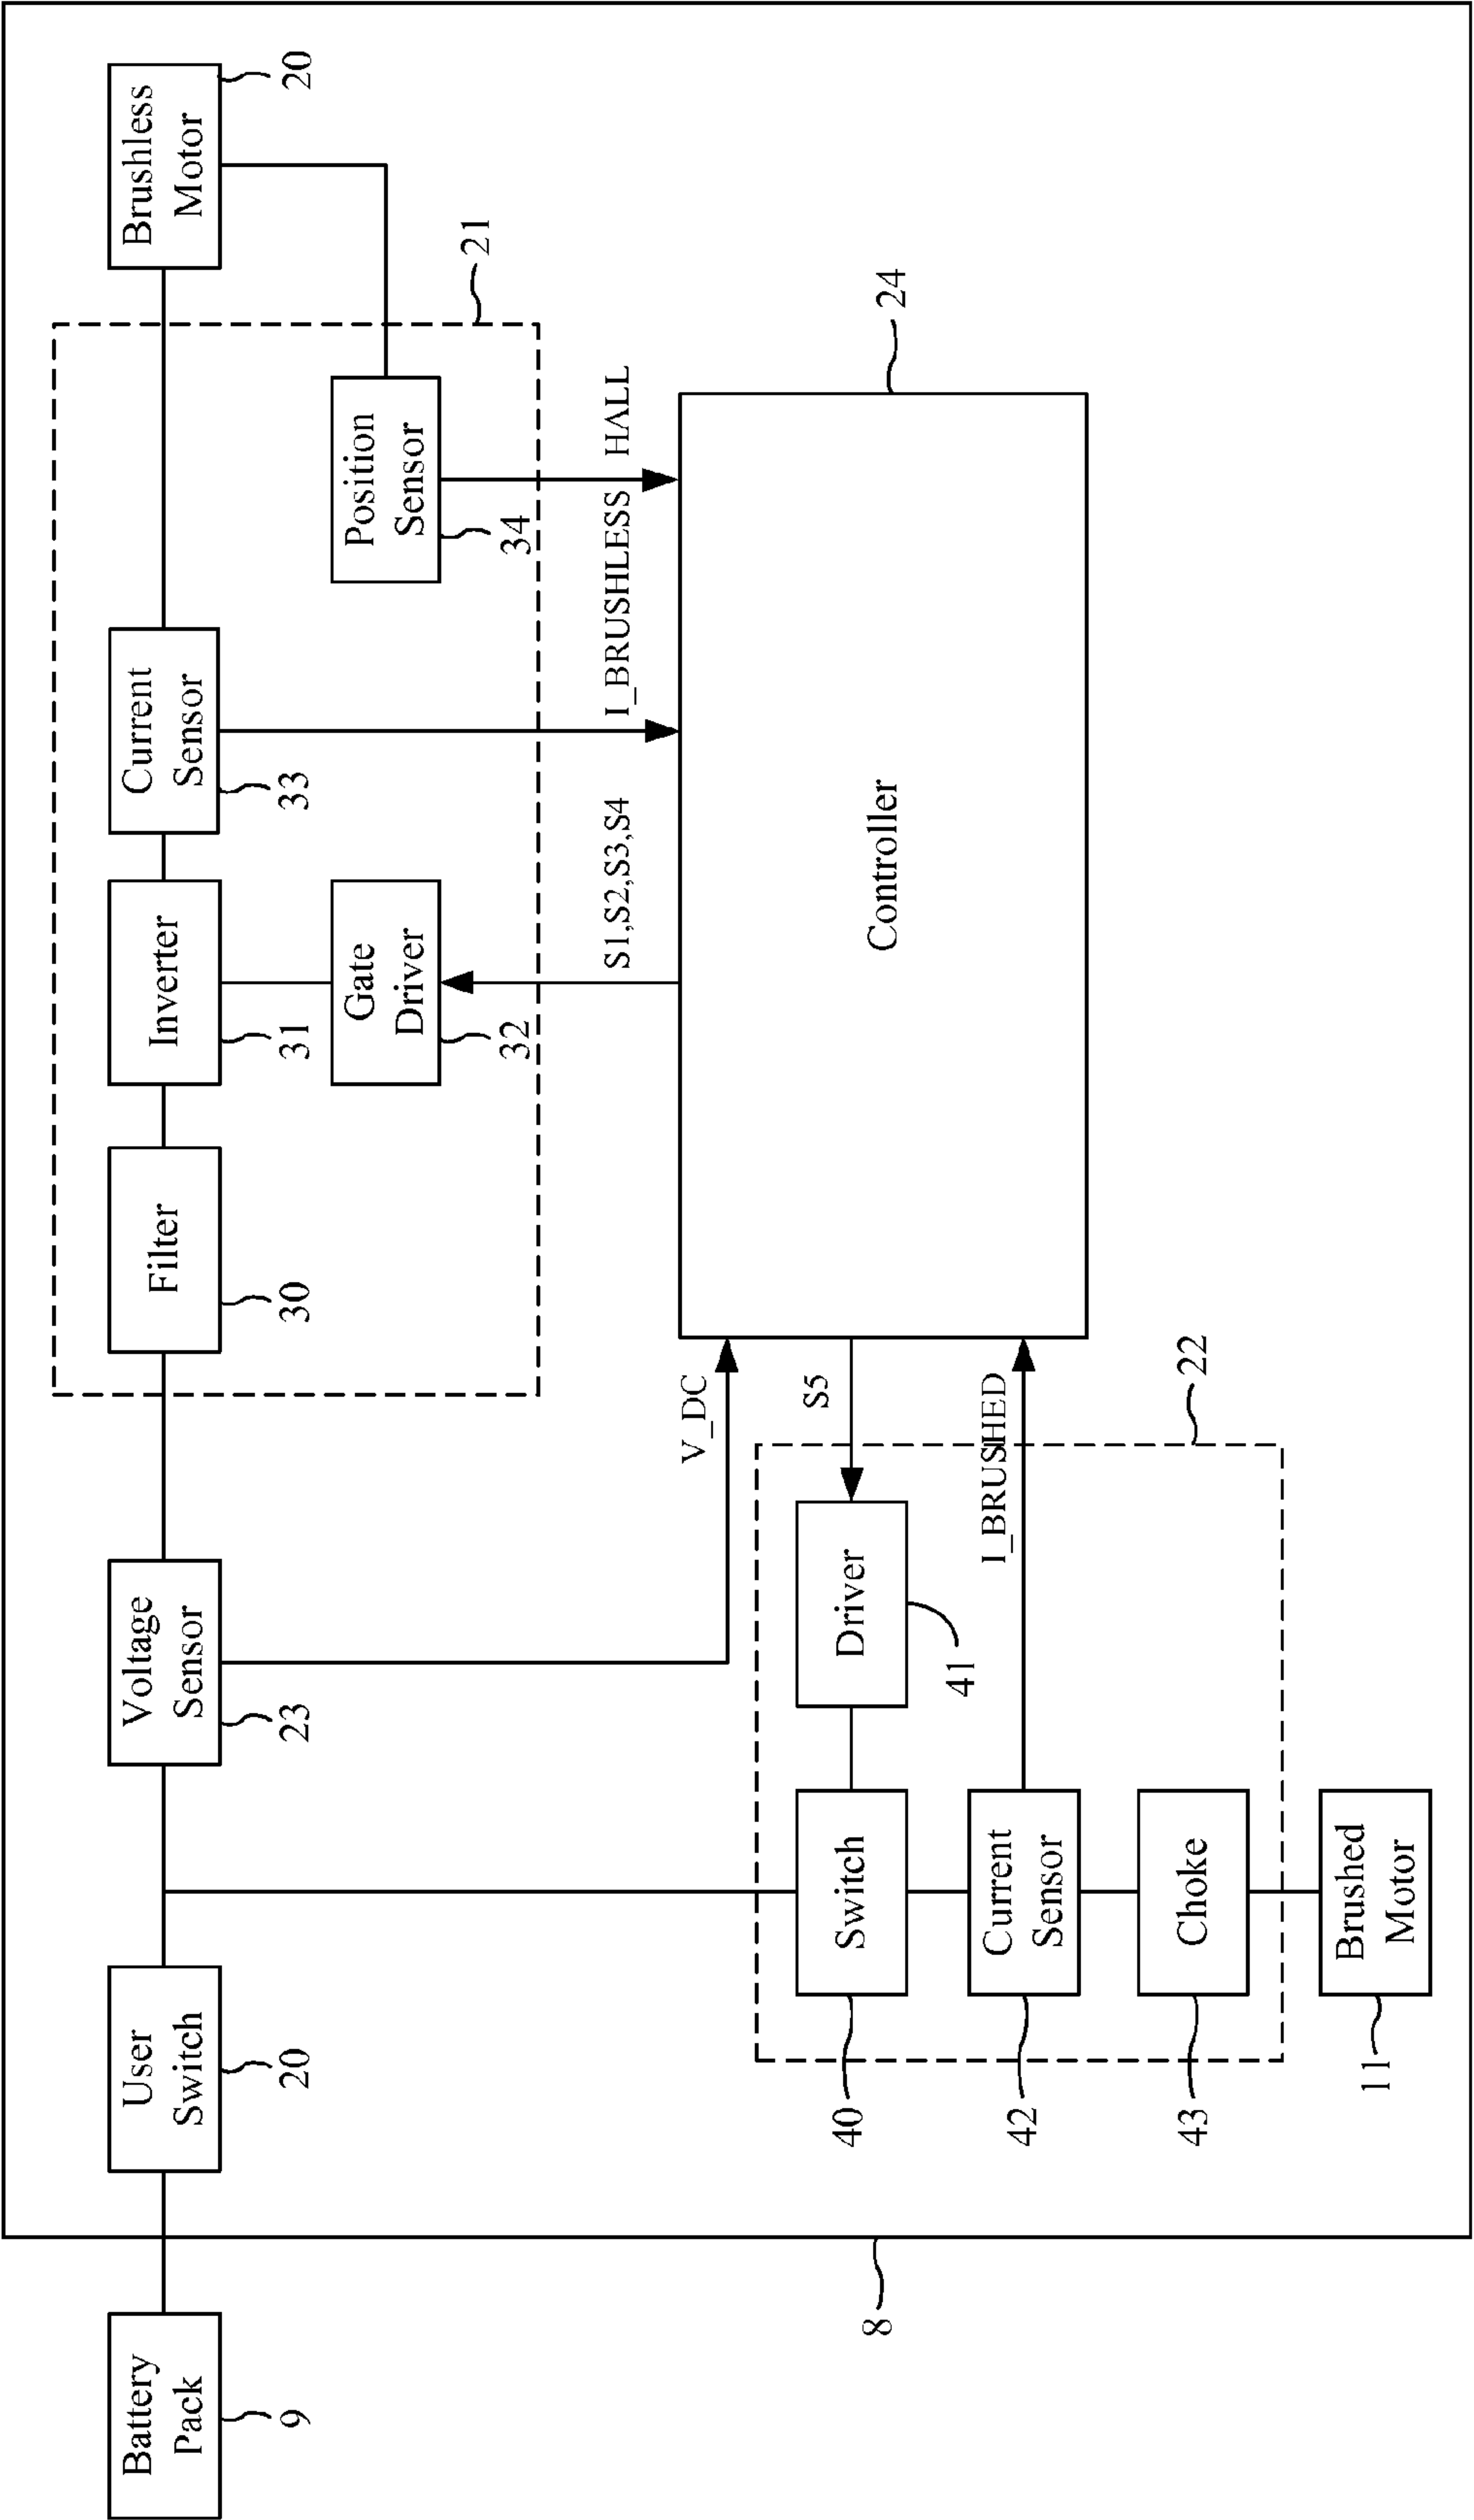 Battery
Pack
9
User
Switch
20
Voltage
Sensor
23
Filter
30
Inverter
31
Current
Sensor
33
Brushless
Motor
20
Gate
Driver
32
Position
Sensor
34
21
V_DC
S1,S2,S3,S4
I_BRUSHLESS
HALL
Controller
24
S5
I_BRUSHED
Driver
41
22
Switch
40
Current
Sensor
42
Choke
43
Brushed
Motor
11
8